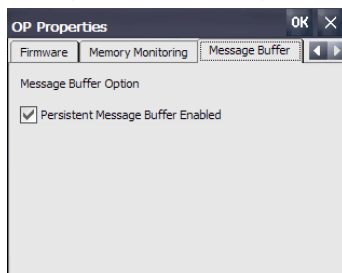 OP Properties OK
Firmware Memory Monitoring Message Buffer
Message Buffer Option
Persistent Message Buffer Enabled